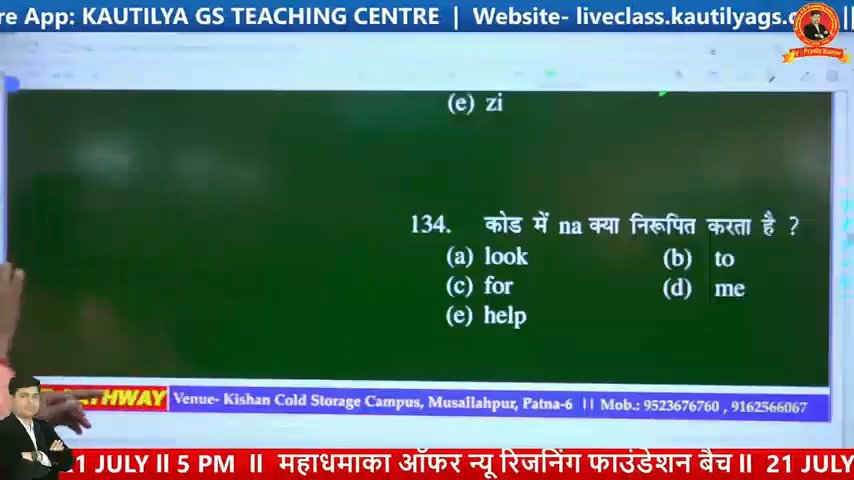 re App: KAUTILYA GS TEACHING CENTRE | Website- liveclass.kautilyags.c
(e) zi
134. कोड में na क्या निरूपित करता है ?
(a) look (b) to
(c) for (d) me
(e) help
HWAY Venue- Kishan Cold Storage Campus, Musallahpur, Patna-6 || Mob.: 9523676760 , 9162566067
1 JULY II 5 PM II महाधमाका ऑफर न्यू रिजनिंग फाउंडेशन बैच II 21 JULY